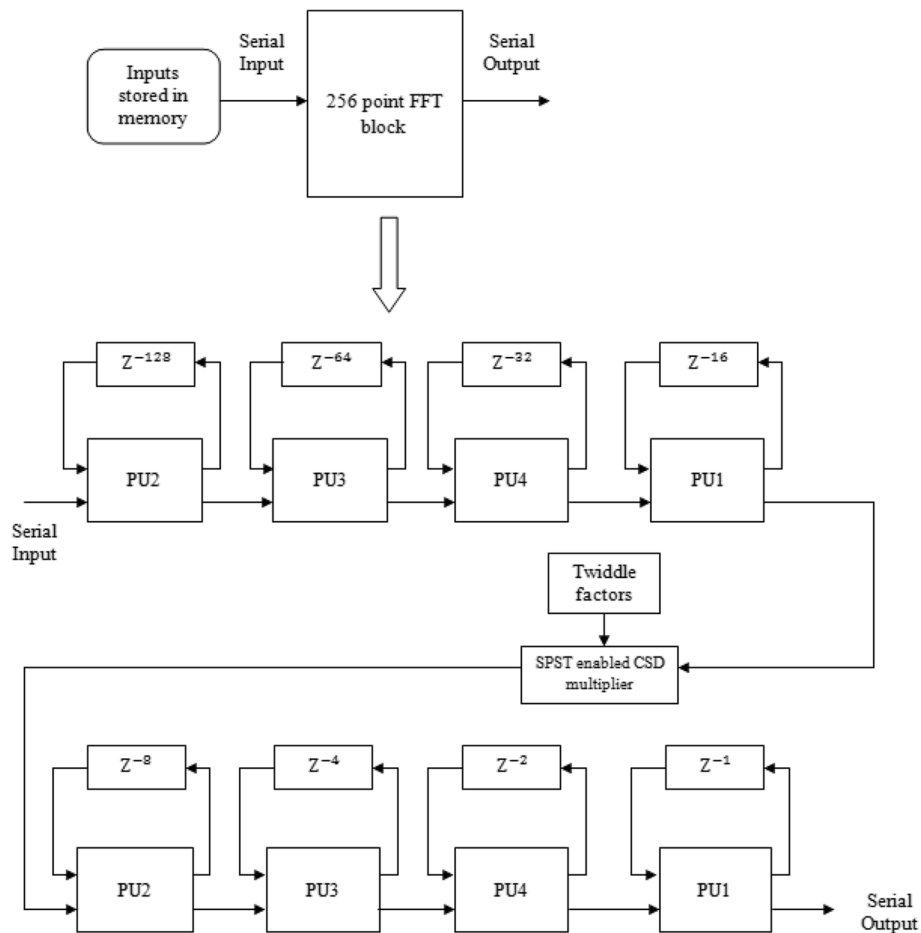 Serial
Input
Serial
Output
Inputs
stored in
memory
256 point FFT
block
Z⁻¹²⁸
Z⁻⁶⁴
Z⁻³²
Z⁻¹⁶
PU2
PU3
PU4
PU1
Serial
Input
Twiddle
factors
SPST enabled CSD
multiplier
Z⁻⁸
Z⁻⁴
Z⁻²
Z⁻¹
PU2
PU3
PU4
PU1
Serial
Output